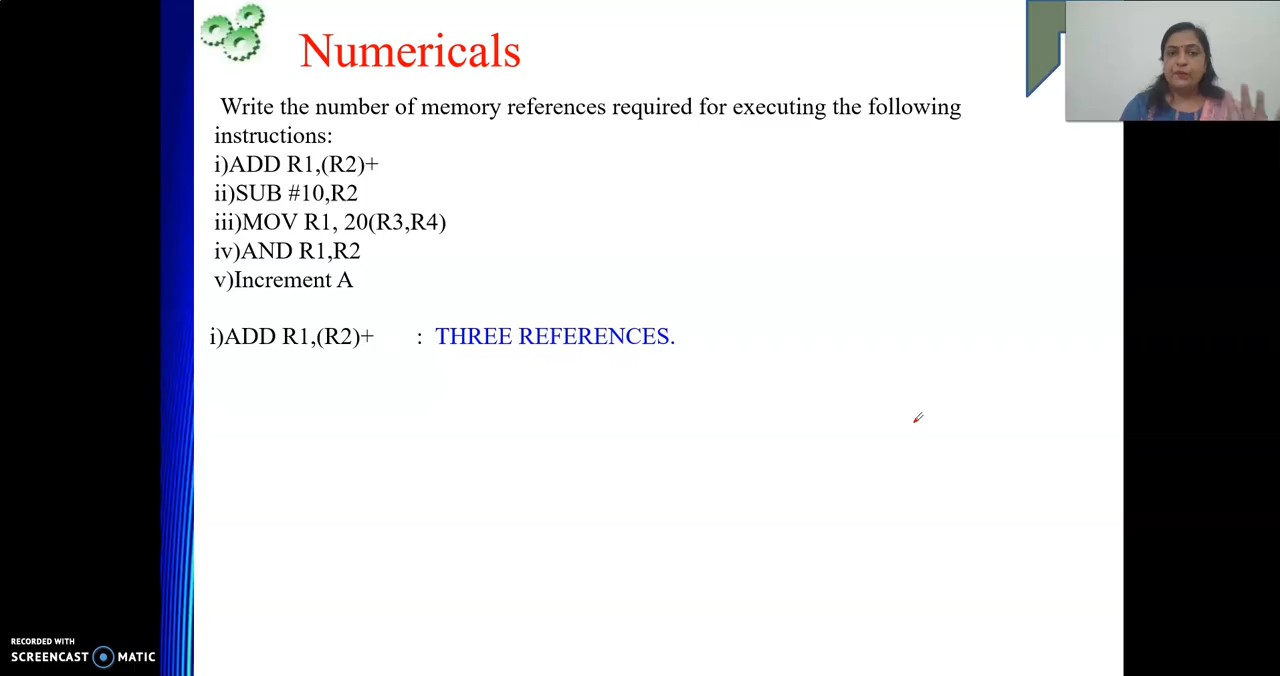 Numericals
Write the number of memory references required for executing the following
instructions:
i)ADD R1,(R2)+
ii)SUB #10,R2
iii)MOV R1, 20(R3,R4)
iv)AND R1,R2
v)Increment A
i)ADD R1,(R2)+ : THREE REFERENCES.
RECORDED WITH
SCREENCAST MATIC